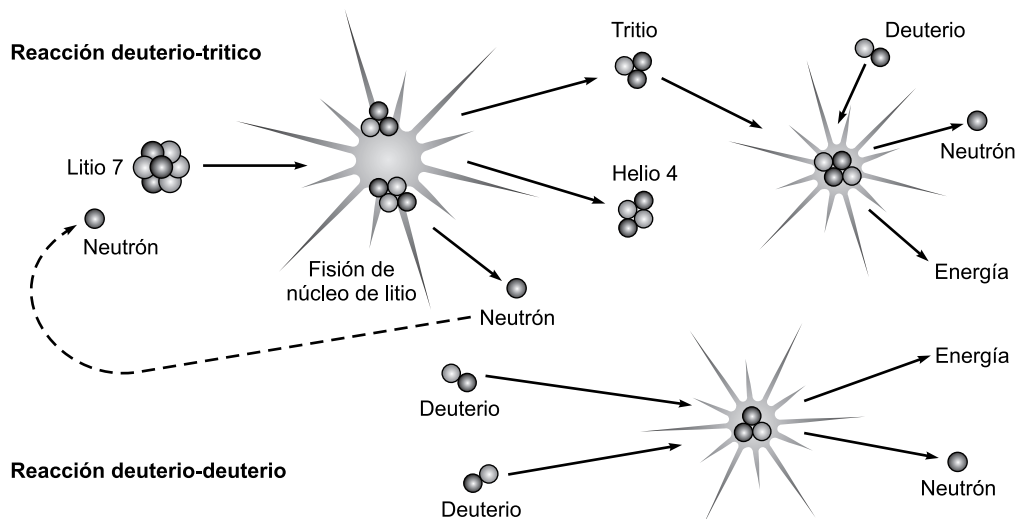 Reacción deuterio-tritico
Tritio
Deuterio
Litio 7
Neutrón
Helio 4
Neutrón
Fisión de
núcleo de litio
Neutrón
Energía
Energía
Deuterio
Reacción deuterio-deuterio
Deuterio
Neutrón